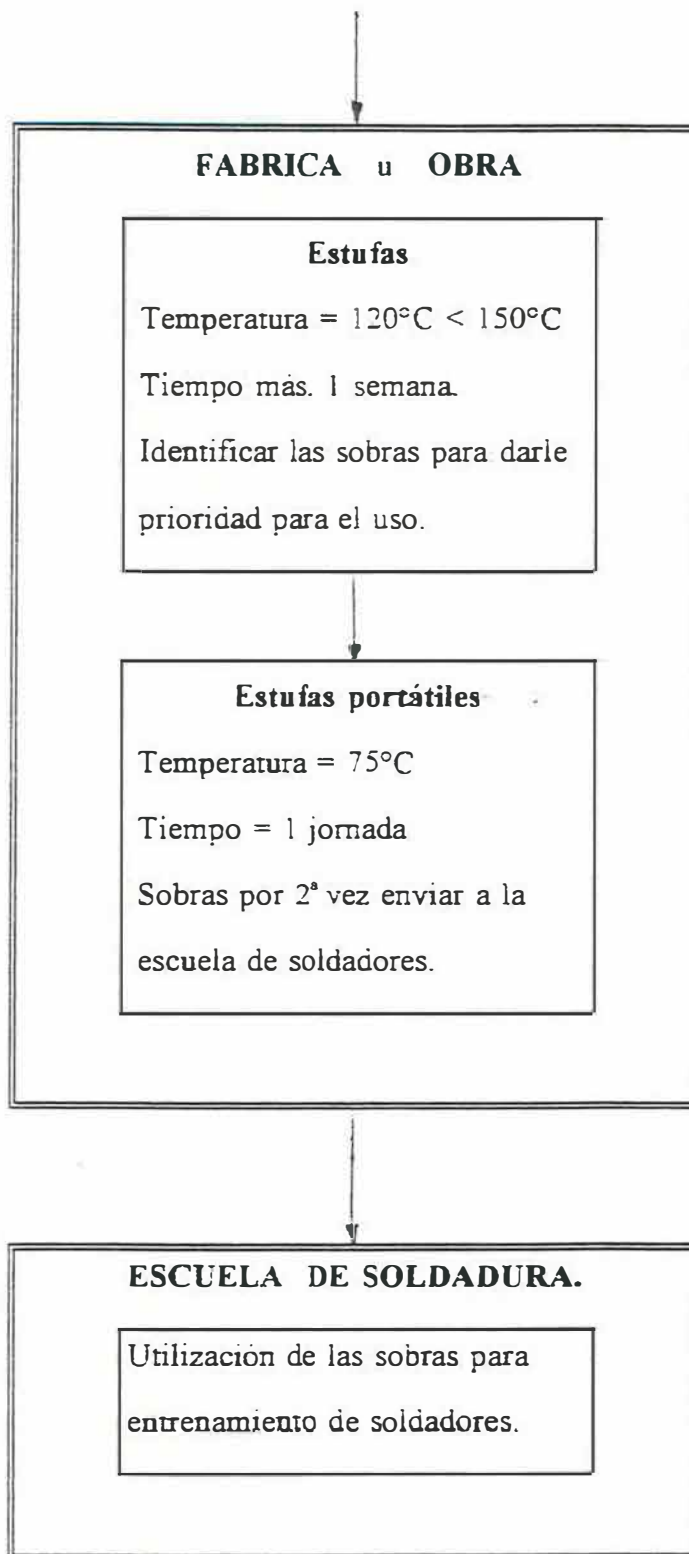 FABRICA u OBRA
Estufas
Temperatura = 120°C < 150°C
Tiempo mas. 1 semana.
Identificar las sobras para darle
prioridad para el uso.
Estufas portátiles
Temperatura = 75°C
Tiempo = 1 jornada
Sobras por 2ª vez enviar a la
escuela de soldadores.
ESCUELA DE SOLDADURA.
Utilización de las sobras para
entrenamiento de soldadores.